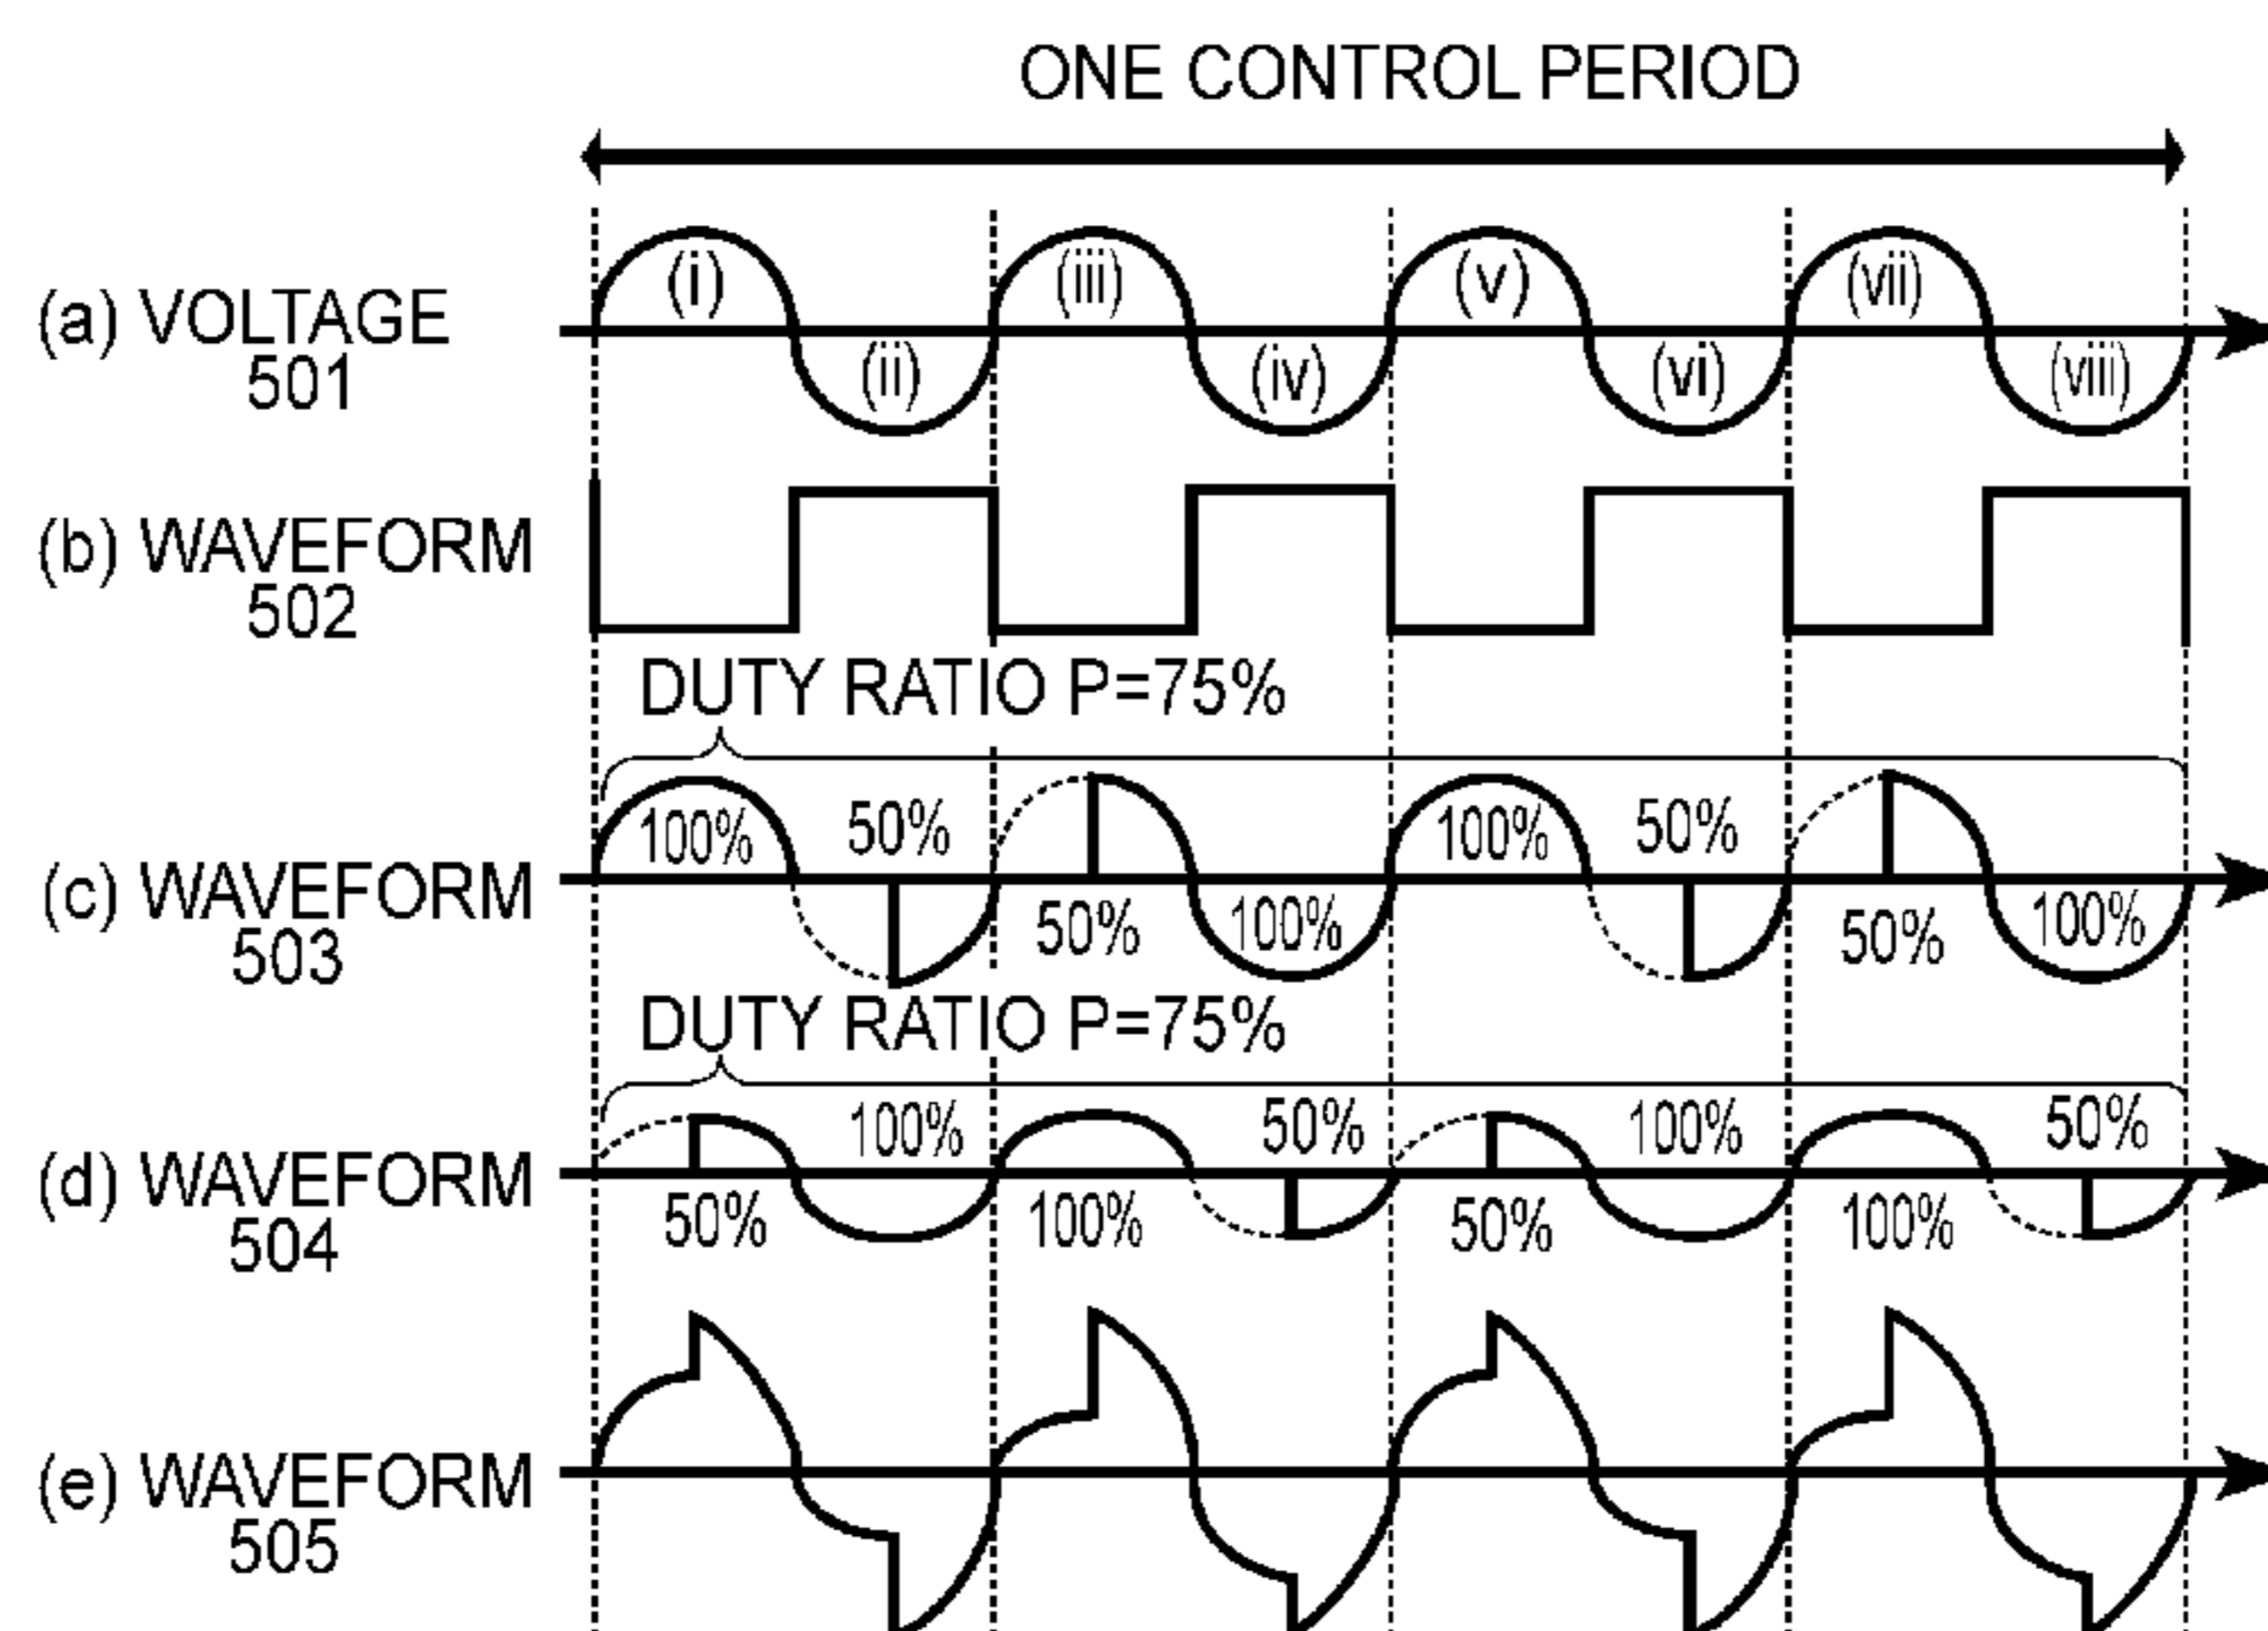 ONE CONTROL PERIOD
(a) VOLTAGE
501
(i)
(ii)
(iii)
(iv)
(v)
(vi)
(vii)
(viii)
(b) WAVEFORM
502
DUTY RATIO P=75%
(c) WAVEFORM
503
100%
50%
50%
100%
100%
50%
50%
100%
DUTY RATIO P=75%
(d) WAVEFORM
504
50%
100%
100%
50%
50%
100%
100%
50%
(e) WAVEFORM
505